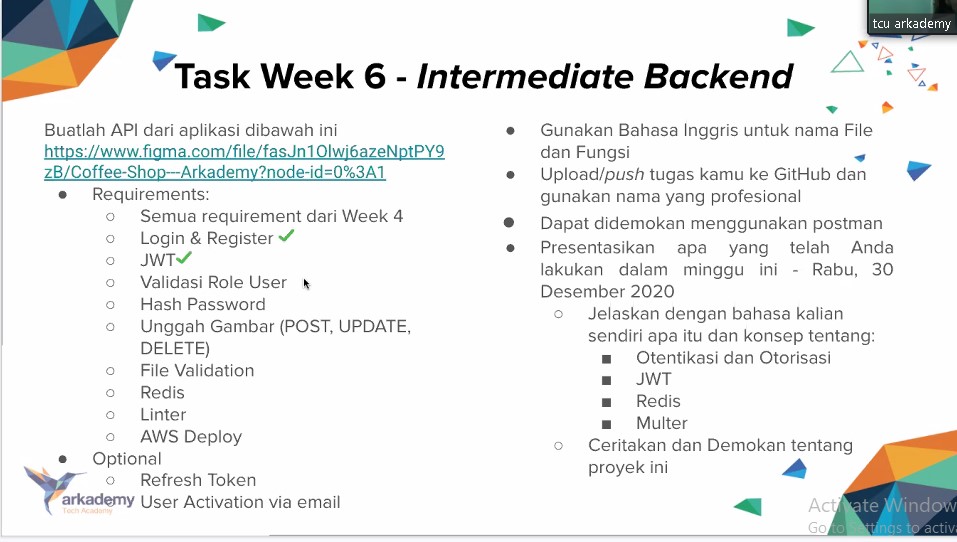 tcu arkademy
Task Week 6 - Intermediate Backend
Buatlah API dari aplikasi dibawah ini
https://www.figma.com/file/fasJn1Olwj6azeNptPY9
zB/Coffee-Shop---Arkademy?node-id=0%3A1
● Requirements:
○ Semua requirement dari Week 4
○ Login & Register ✓
○ JWT ✓
○ Validasi Role User
○ Hash Password
○ Unggah Gambar (POST, UPDATE,
DELETE)
○ File Validation
○ Redis
○ Linter
○ AWS Deploy
● Optional
○ Refresh Token
○ User Activation via email
● Gunakan Bahasa Inggris untuk nama File
dan Fungsi
● Upload/push tugas kamu ke GitHub dan
gunakan nama yang profesional
● Dapat didemokan menggunakan postman
● Presentasikan apa yang telah Anda
lakukan dalam minggu ini - Rabu, 30
Desember 2020
○ Jelaskan dengan bahasa kalian
sendiri apa itu dan konsep tentang:
■ Otentikasi dan Otorisasi
■ JWT
■ Redis
■ Multer
○ Ceritakan dan Demokan tentang
proyek ini
arkademy
Tech Academy
Activate Window
Go to Settings to activa